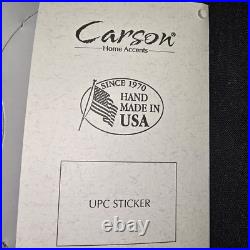 Carson®
Home Accents
SINCE 1970
HAND
MADE IN
USA
UPC STICKER